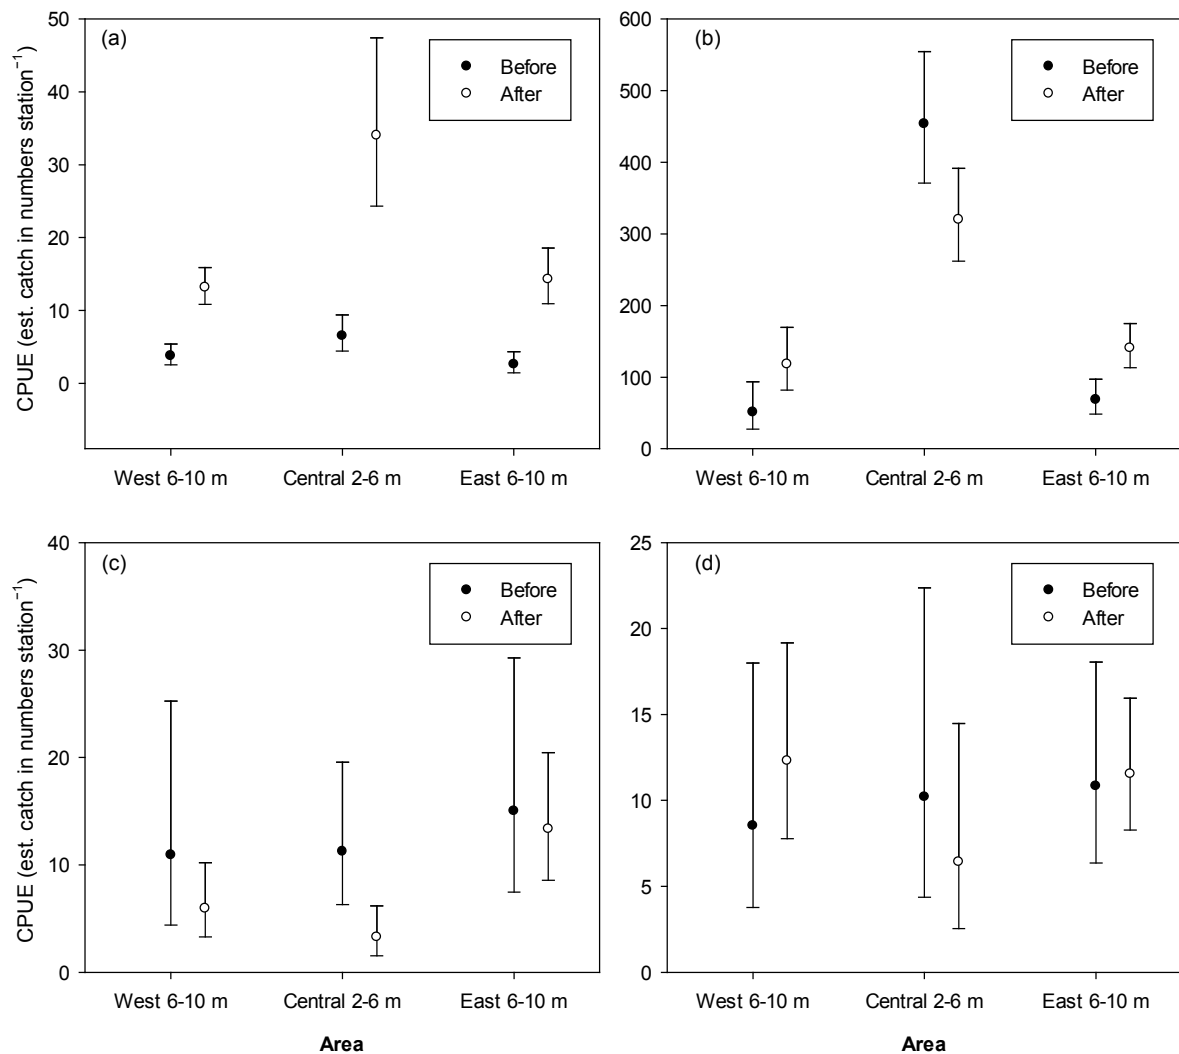 (a)
Before
After
CPUE (est. catch in numbers station⁻¹)
50
40
30
20
10
0
West 6-10 m Central 2-6 m East 6-10 m
(b)
Before
After
600
500
400
300
200
100
0
West 6-10 m Central 2-6 m East 6-10 m
(c)
Before
After
CPUE (est. catch in numbers station⁻¹)
40
30
20
10
0
West 6-10 m Central 2-6 m East 6-10 m
Area
(d)
Before
After
25
20
15
10
5
0
West 6-10 m Central 2-6 m East 6-10 m
Area